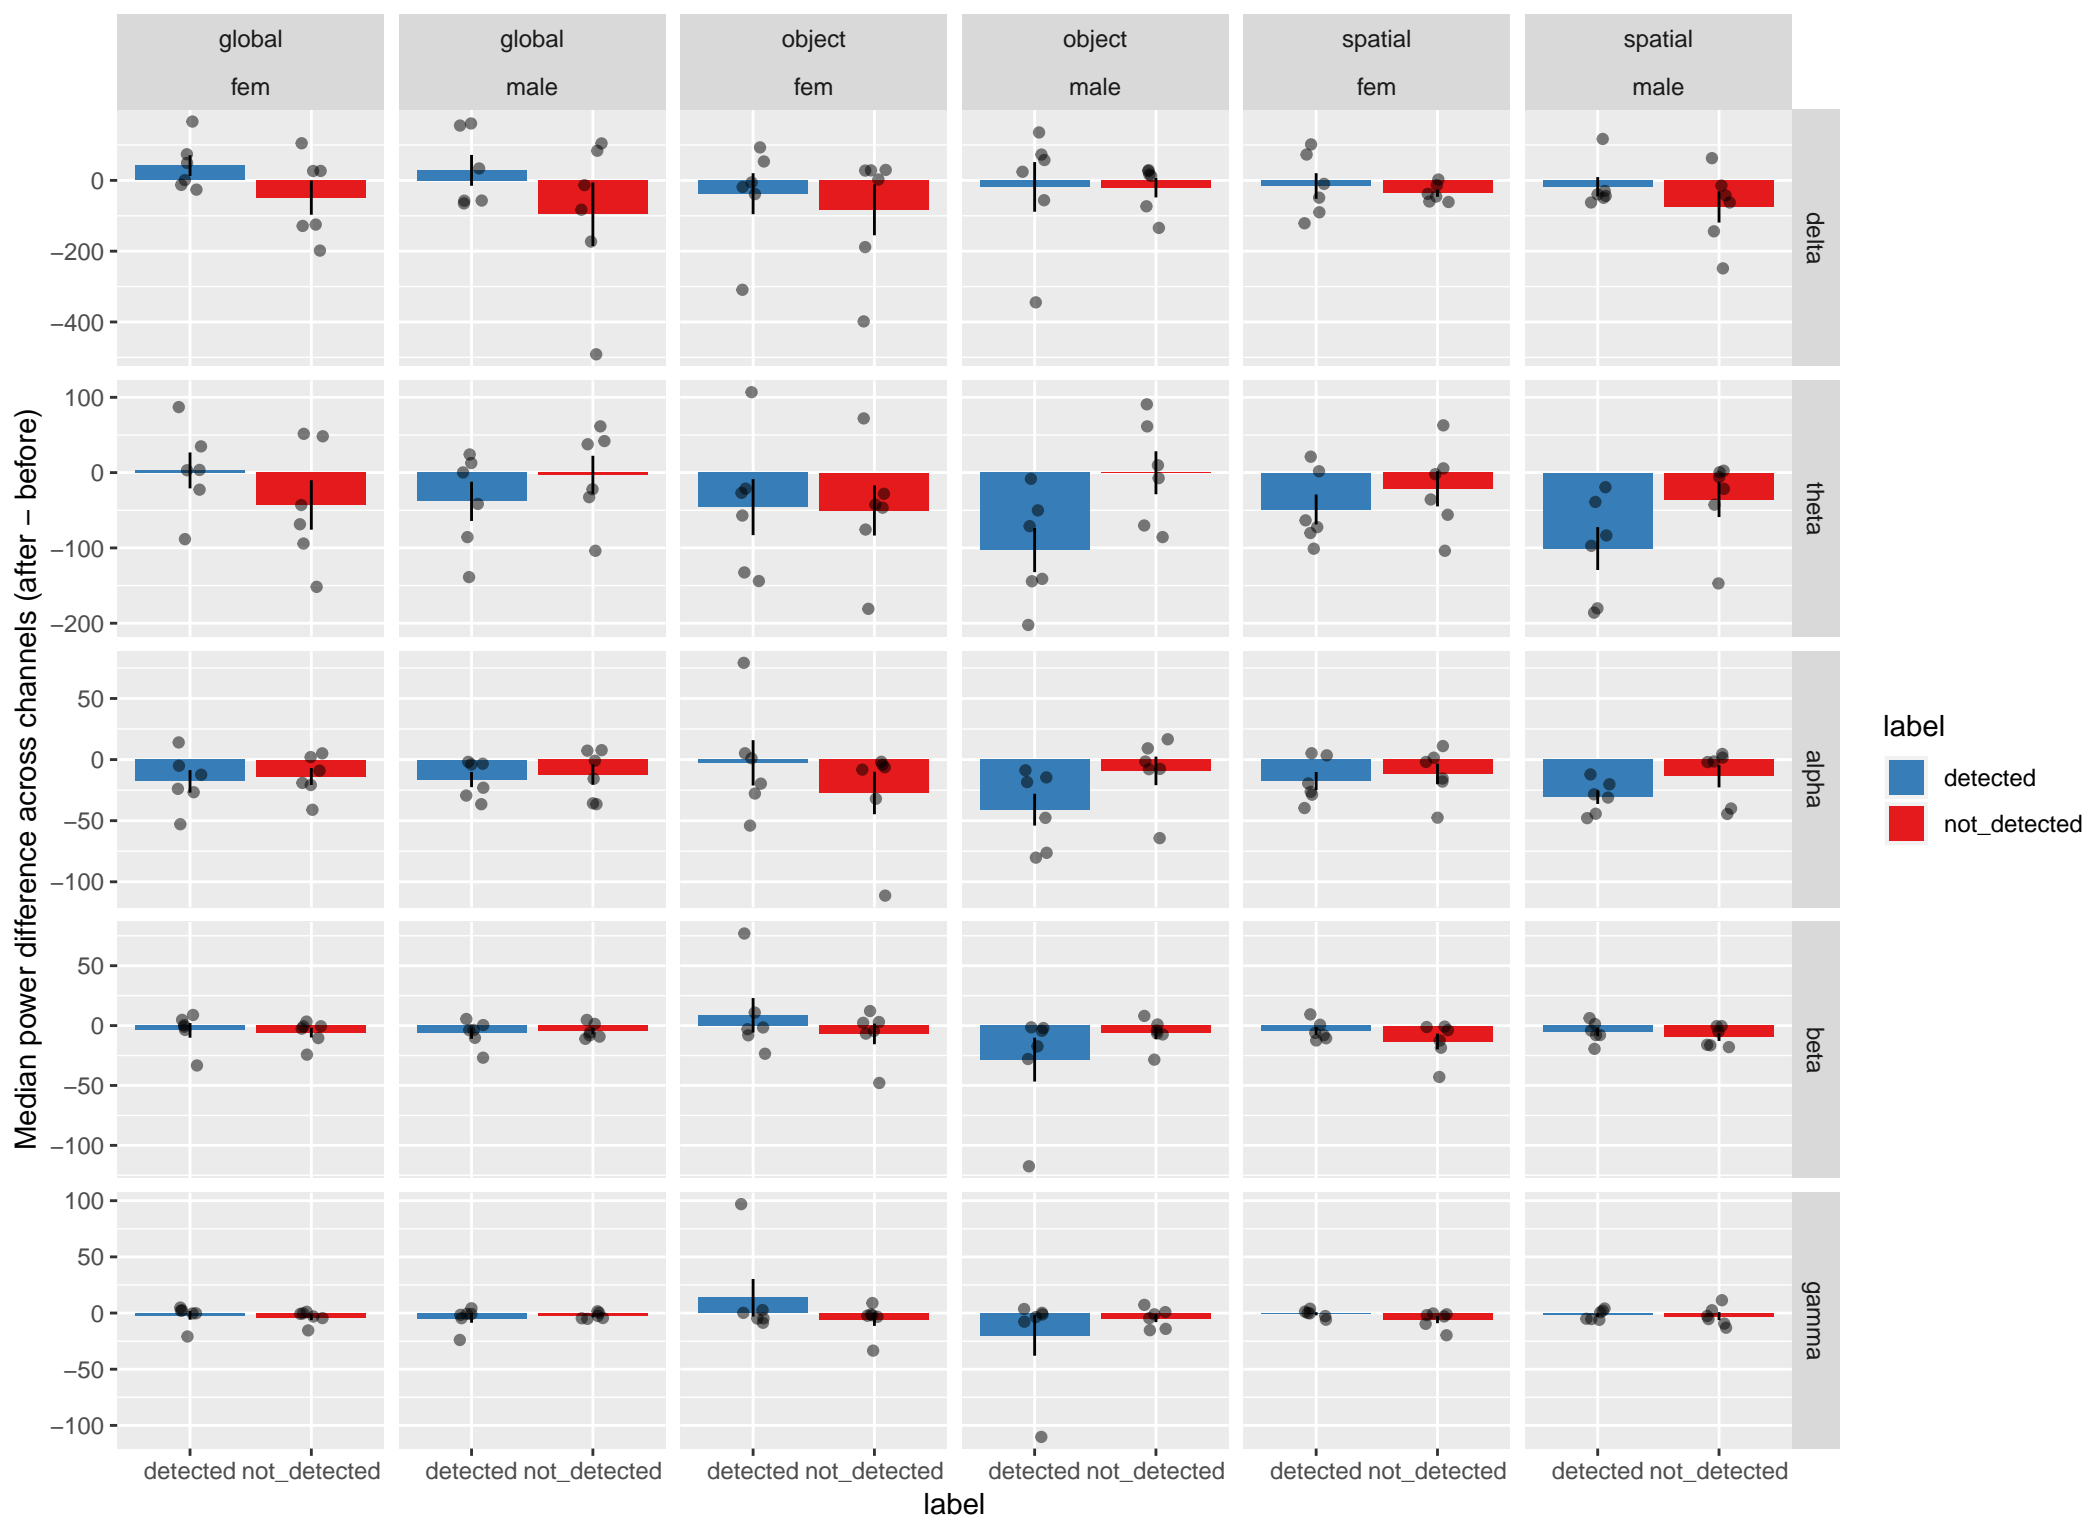 global global object object spatial spatial
fem male fem male fem male
0
−200
−400
delta
100
0
−100
−200
theta
50
0
−50
−100
alpha
50
0
−50
−100
beta
100
50
0
−50
−100
gamma
Median power difference across channels (after − before)
detected not_detected detected not_detected detected not_detected detected not_detected detected not_detected detected not_detected
label
label
detected
not_detected